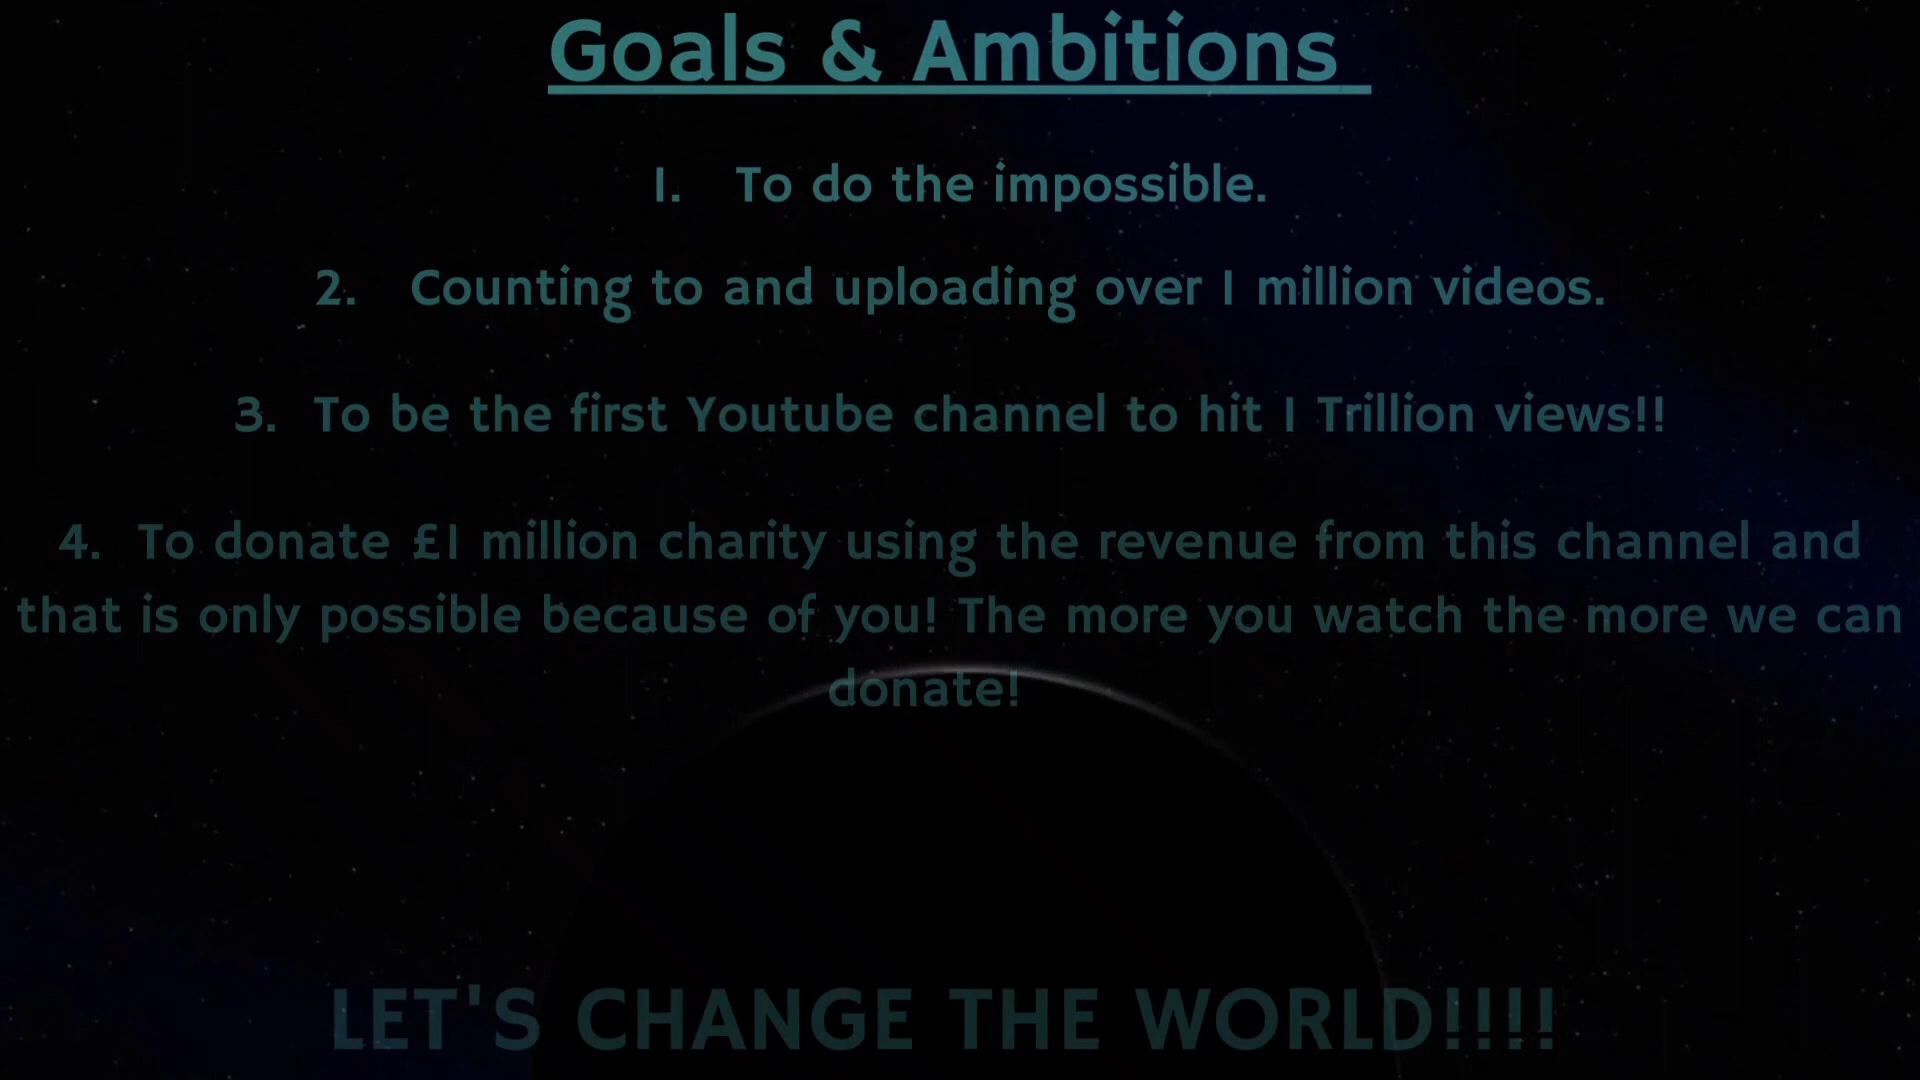 Goals & Ambitions
1. To do the impossible.
2. Counting to and uploading over 1 million videos.
3. To be the first Youtube channel to hit 1 Trillion views!!
4. To donate £1 million charity using the revenue from this channel and
that is only possible because of you! The more you watch the more we can
donate!
LET'S CHANGE THE WORLD!!!!